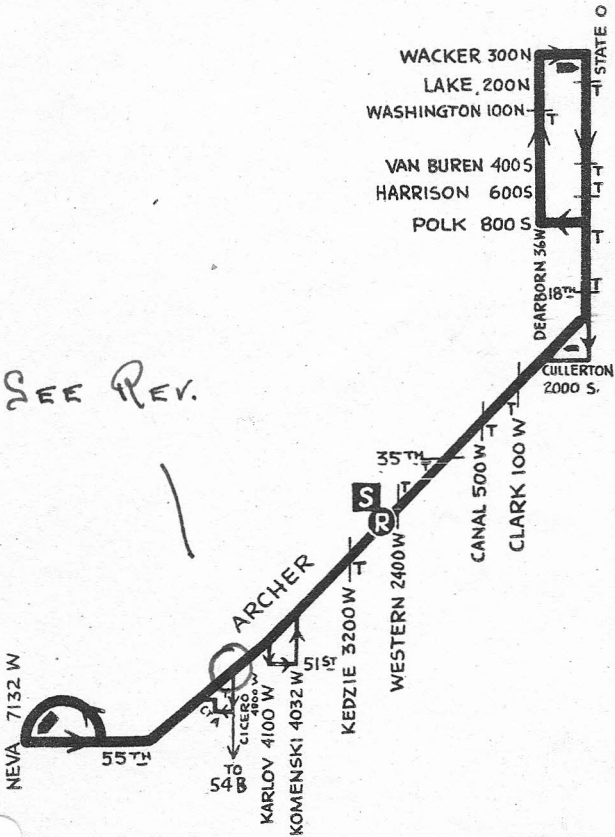 STATE 0
WACKER 300N
LAKE, 200N
T
WASHINGTON 100N
T
VAN BUREN 400S
T
HARRISON 600S
T
POLK 800 S
T
DEARBORN 36W
18TH
T
CULLERTON
2000 S.
SEE REV.
35TH
T
T
CANAL 500 W
T
CLARK 100 W
S
R
T
WESTERN 2400W
ARCHER
T
KEDZIE 3200 W
51ST
KARLOV 4100 W
KOMENSKI 4032 W
CICERO
4800 W
TO
54B
NEVA 7132 W
55TH